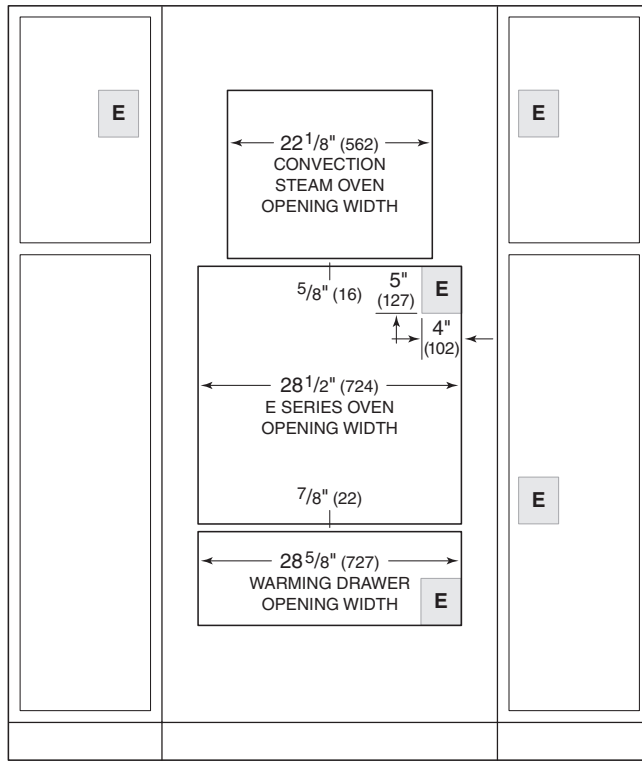 E
E
22 1/8" (562)
CONVECTION
STEAM OVEN
OPENING WIDTH
5/8" (16)
5"
(127)
E
4"
(102)
28 1/2" (724)
E SERIES OVEN
OPENING WIDTH
7/8" (22)
E
28 5/8" (727)
WARMING DRAWER
OPENING WIDTH
E